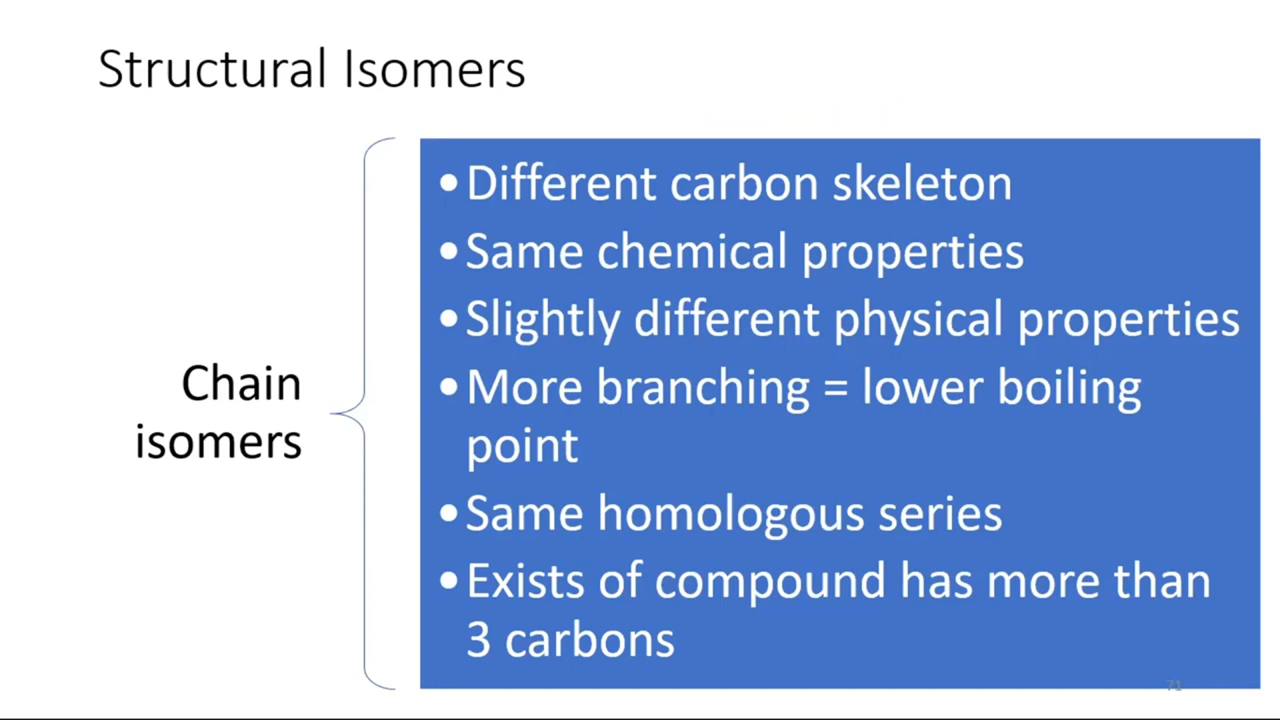 Structural Isomers
Chain
isomers
•Different carbon skeleton
•Same chemical properties
•Slightly different physical properties
•More branching = lower boiling
point
•Same homologous series
•Exists of compound has more than
3 carbons
71